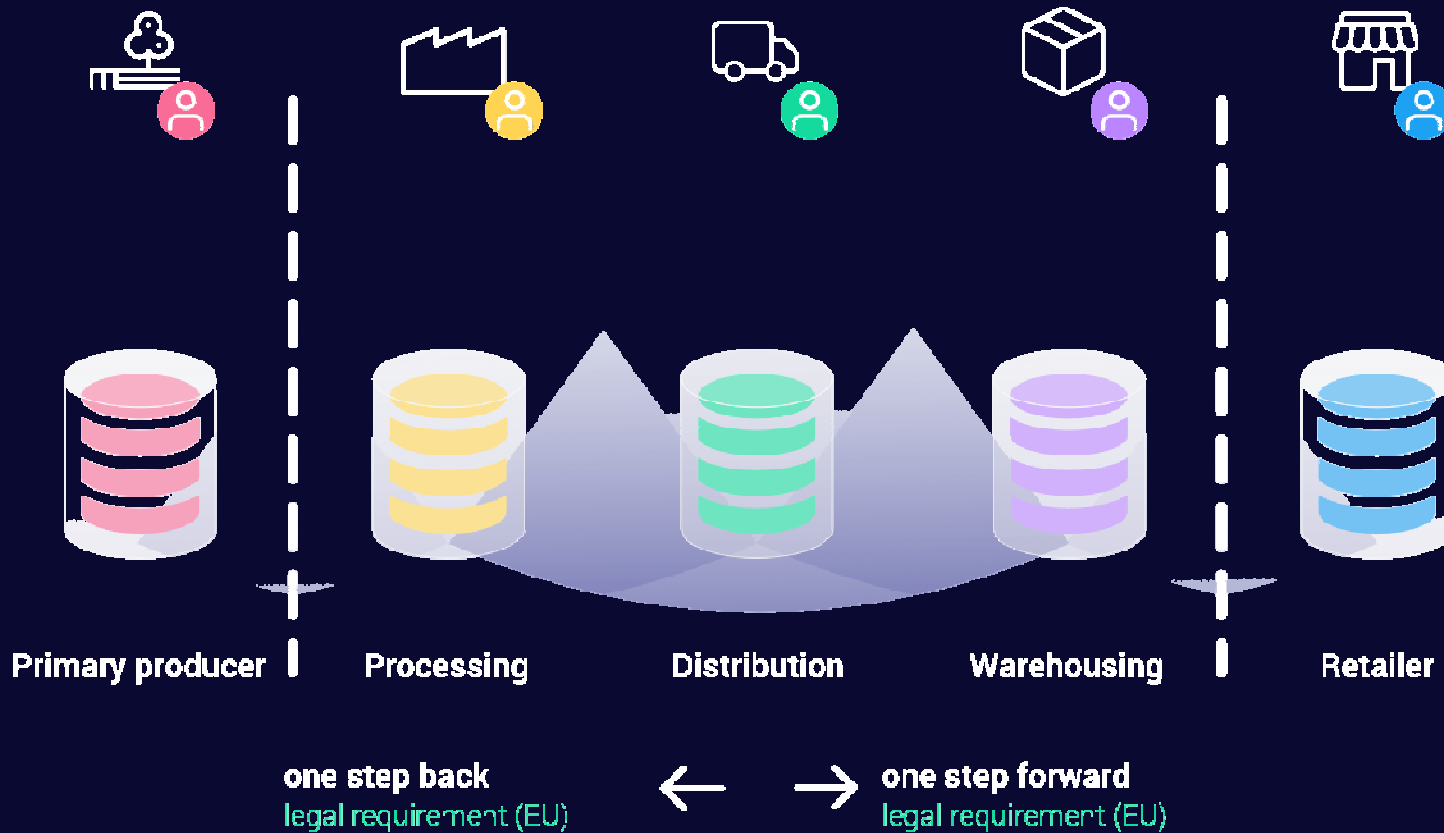 Primary producer
Processing
Distribution
Warehousing
Retailer
one step back
legal requirement (EU)
one step forward
legal requirement (EU)